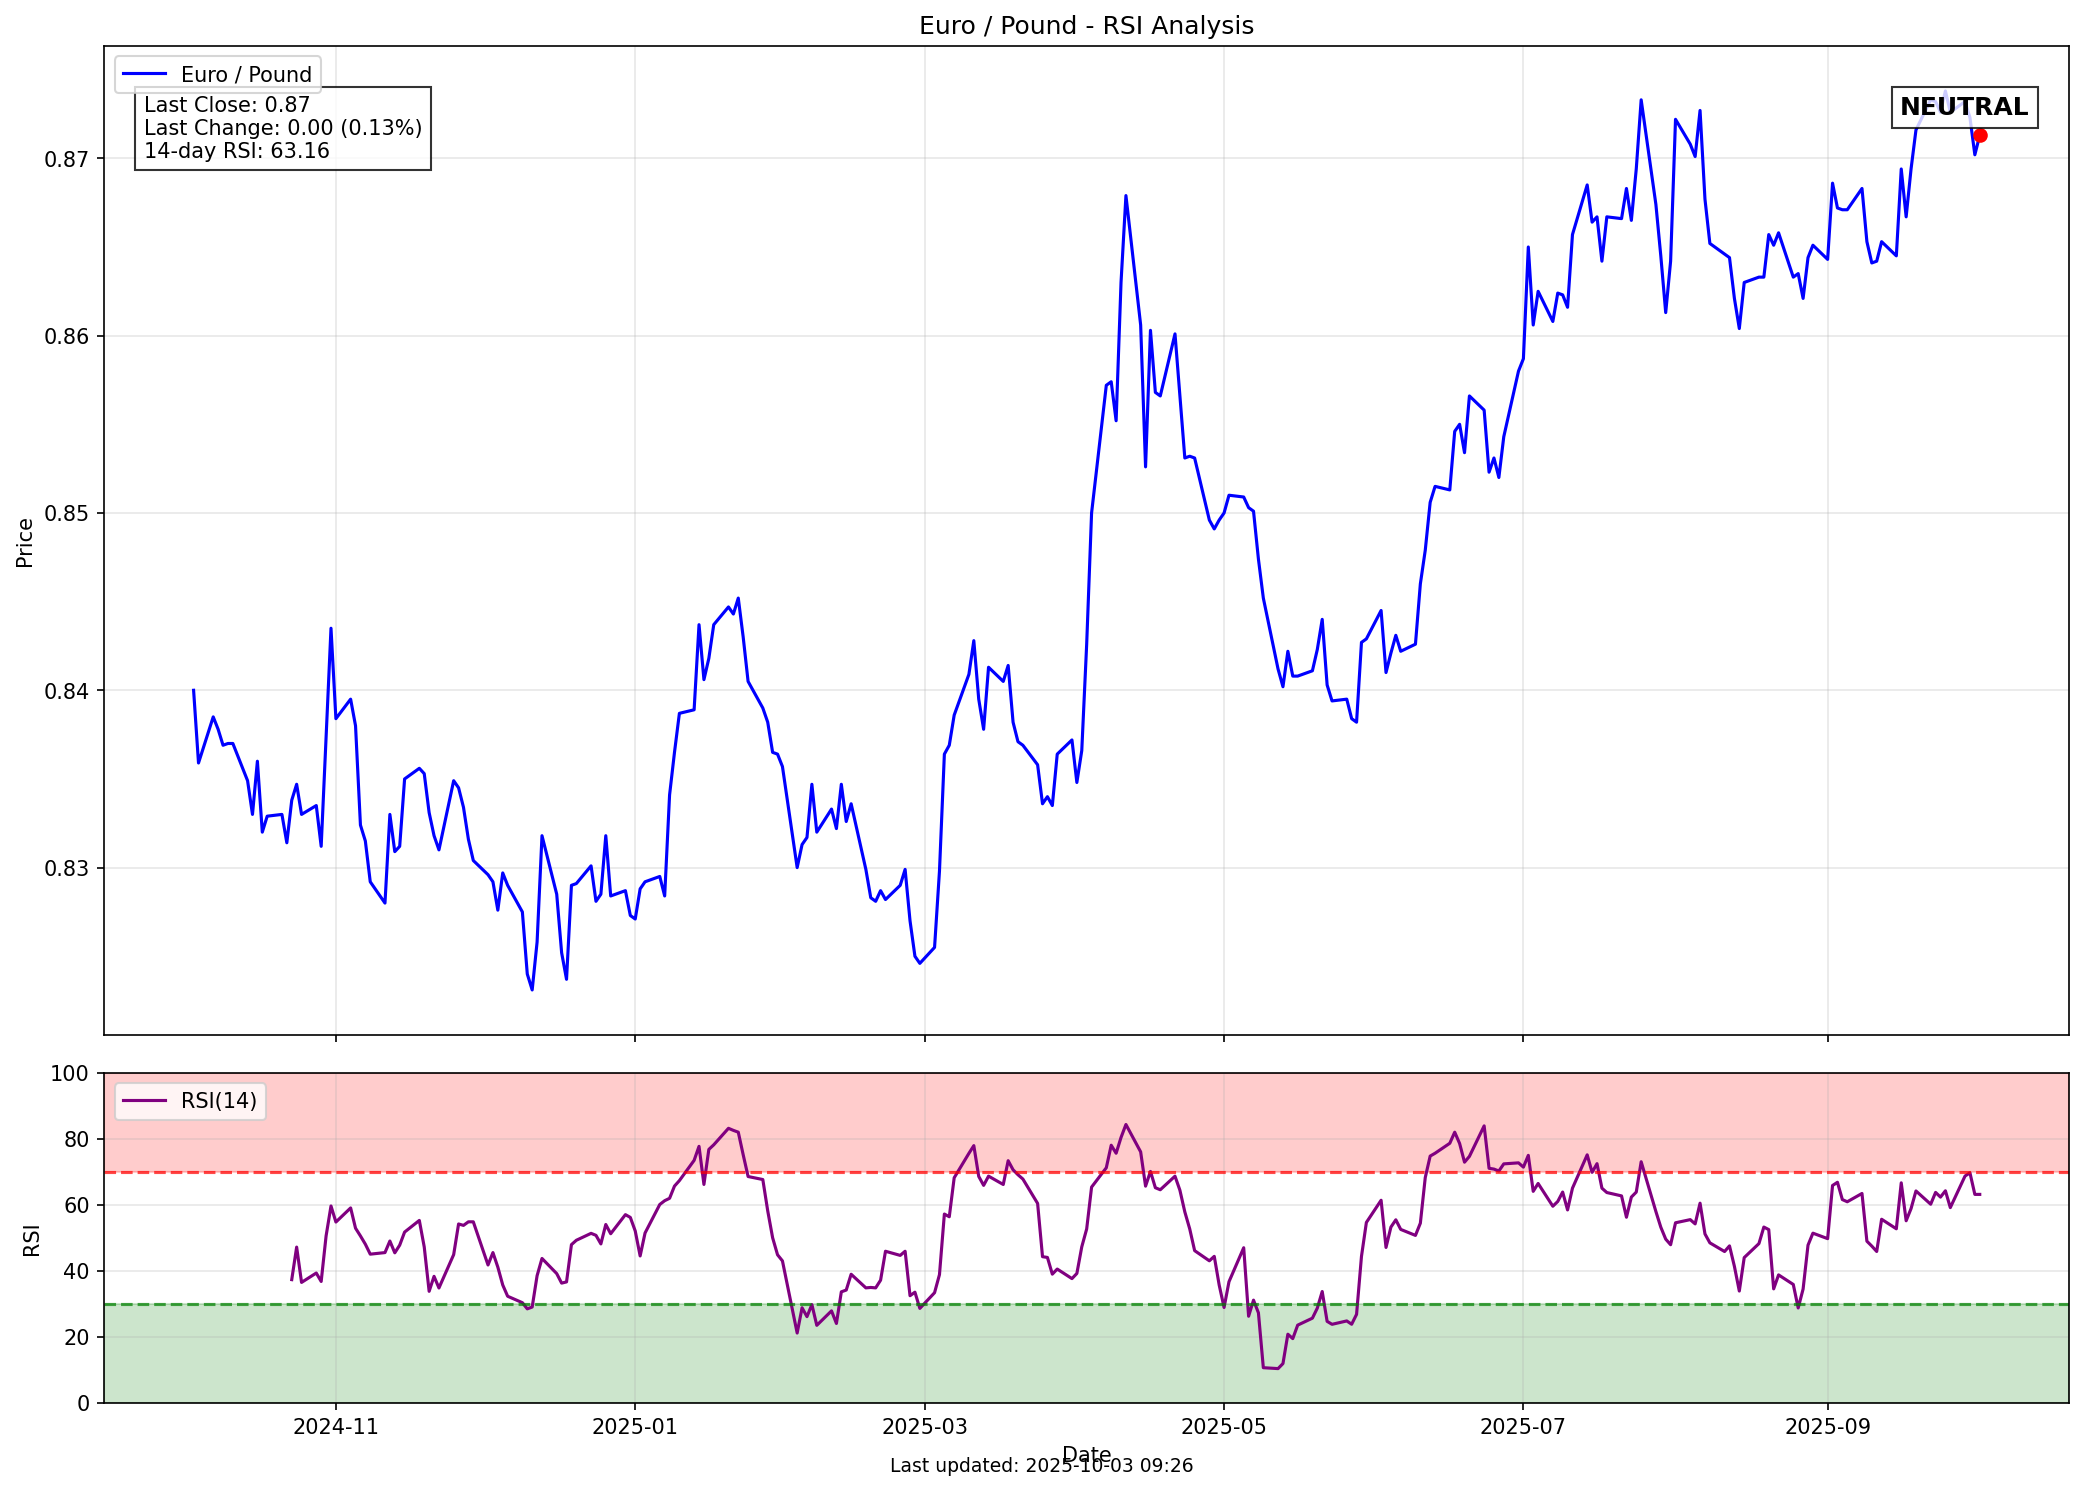 Euro / Pound - RSI Analysis
Euro / Pound
Last Close: 0.87
Last Change: 0.00 (0.13%)
14-day RSI: 63.16
NEUTRAL
0.87
0.86
0.85
0.84
0.83
Price
RSI(14)
100
80
60
40
20
0
RSI
2024-11
2025-01
2025-03
2025-05
2025-07
2025-09
Date
Last updated: 2025-10-03 09:26